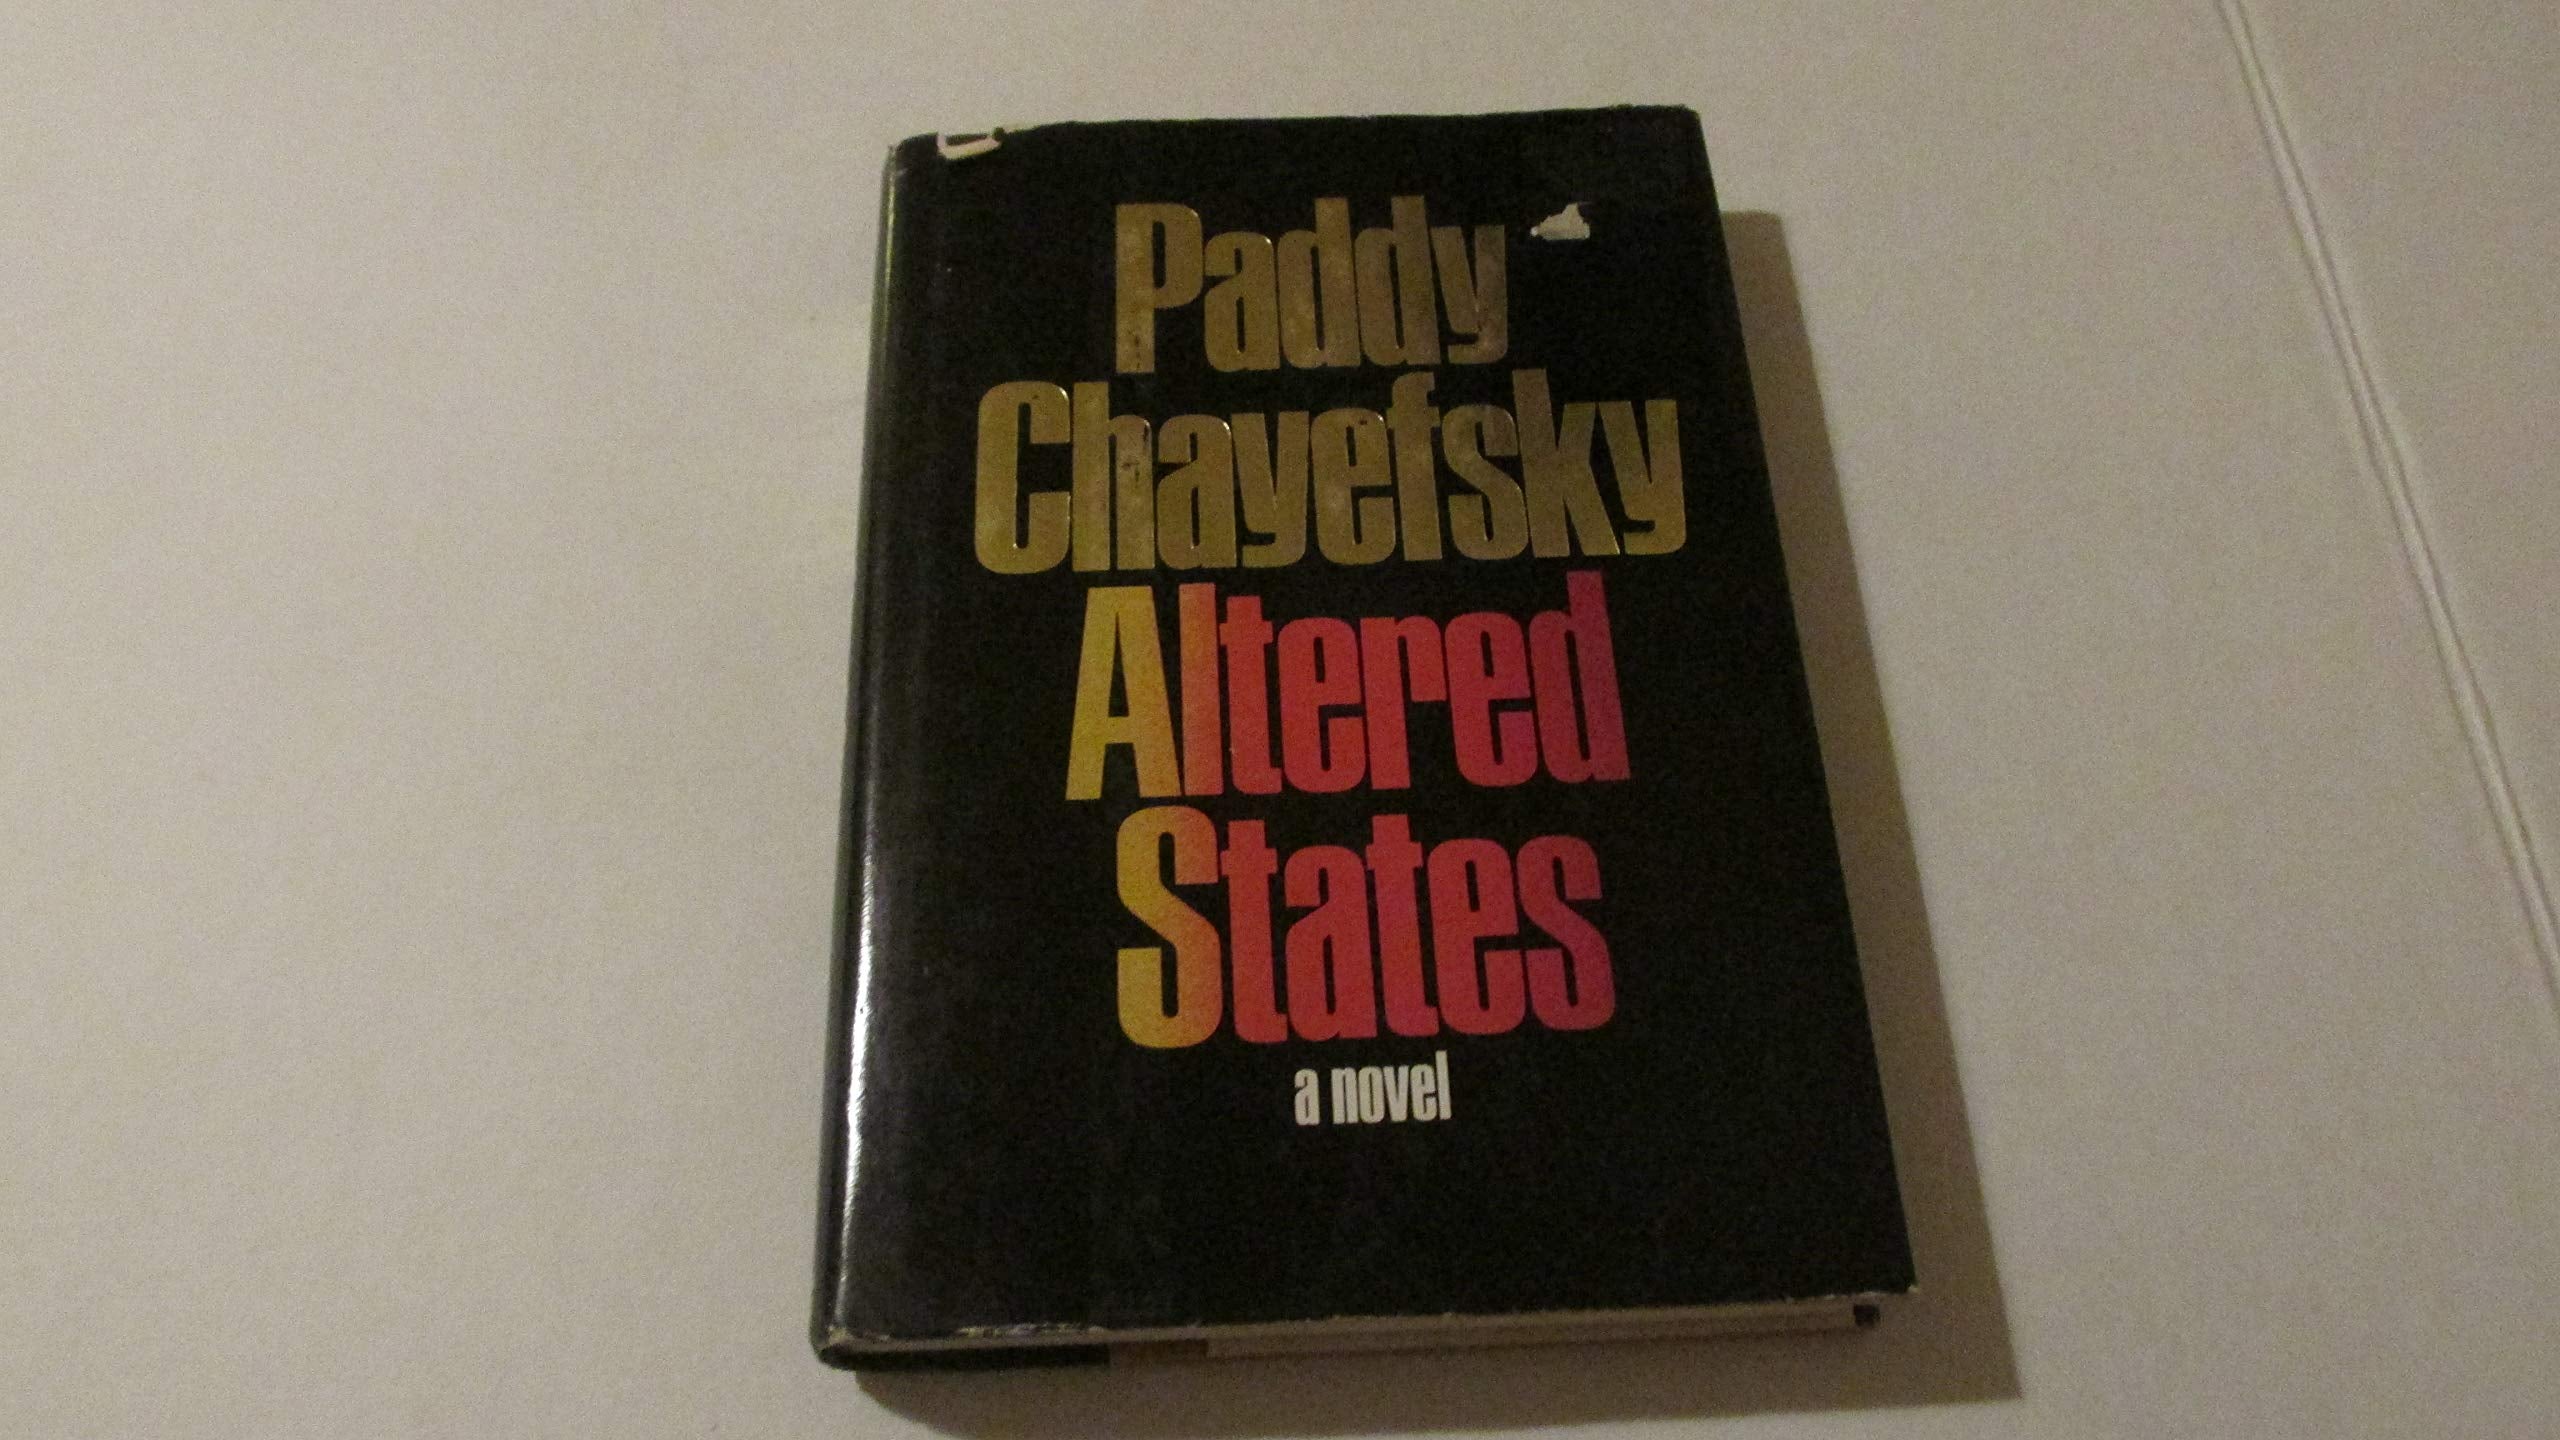 Paddy
Chayefsky
Altered
States
a novel